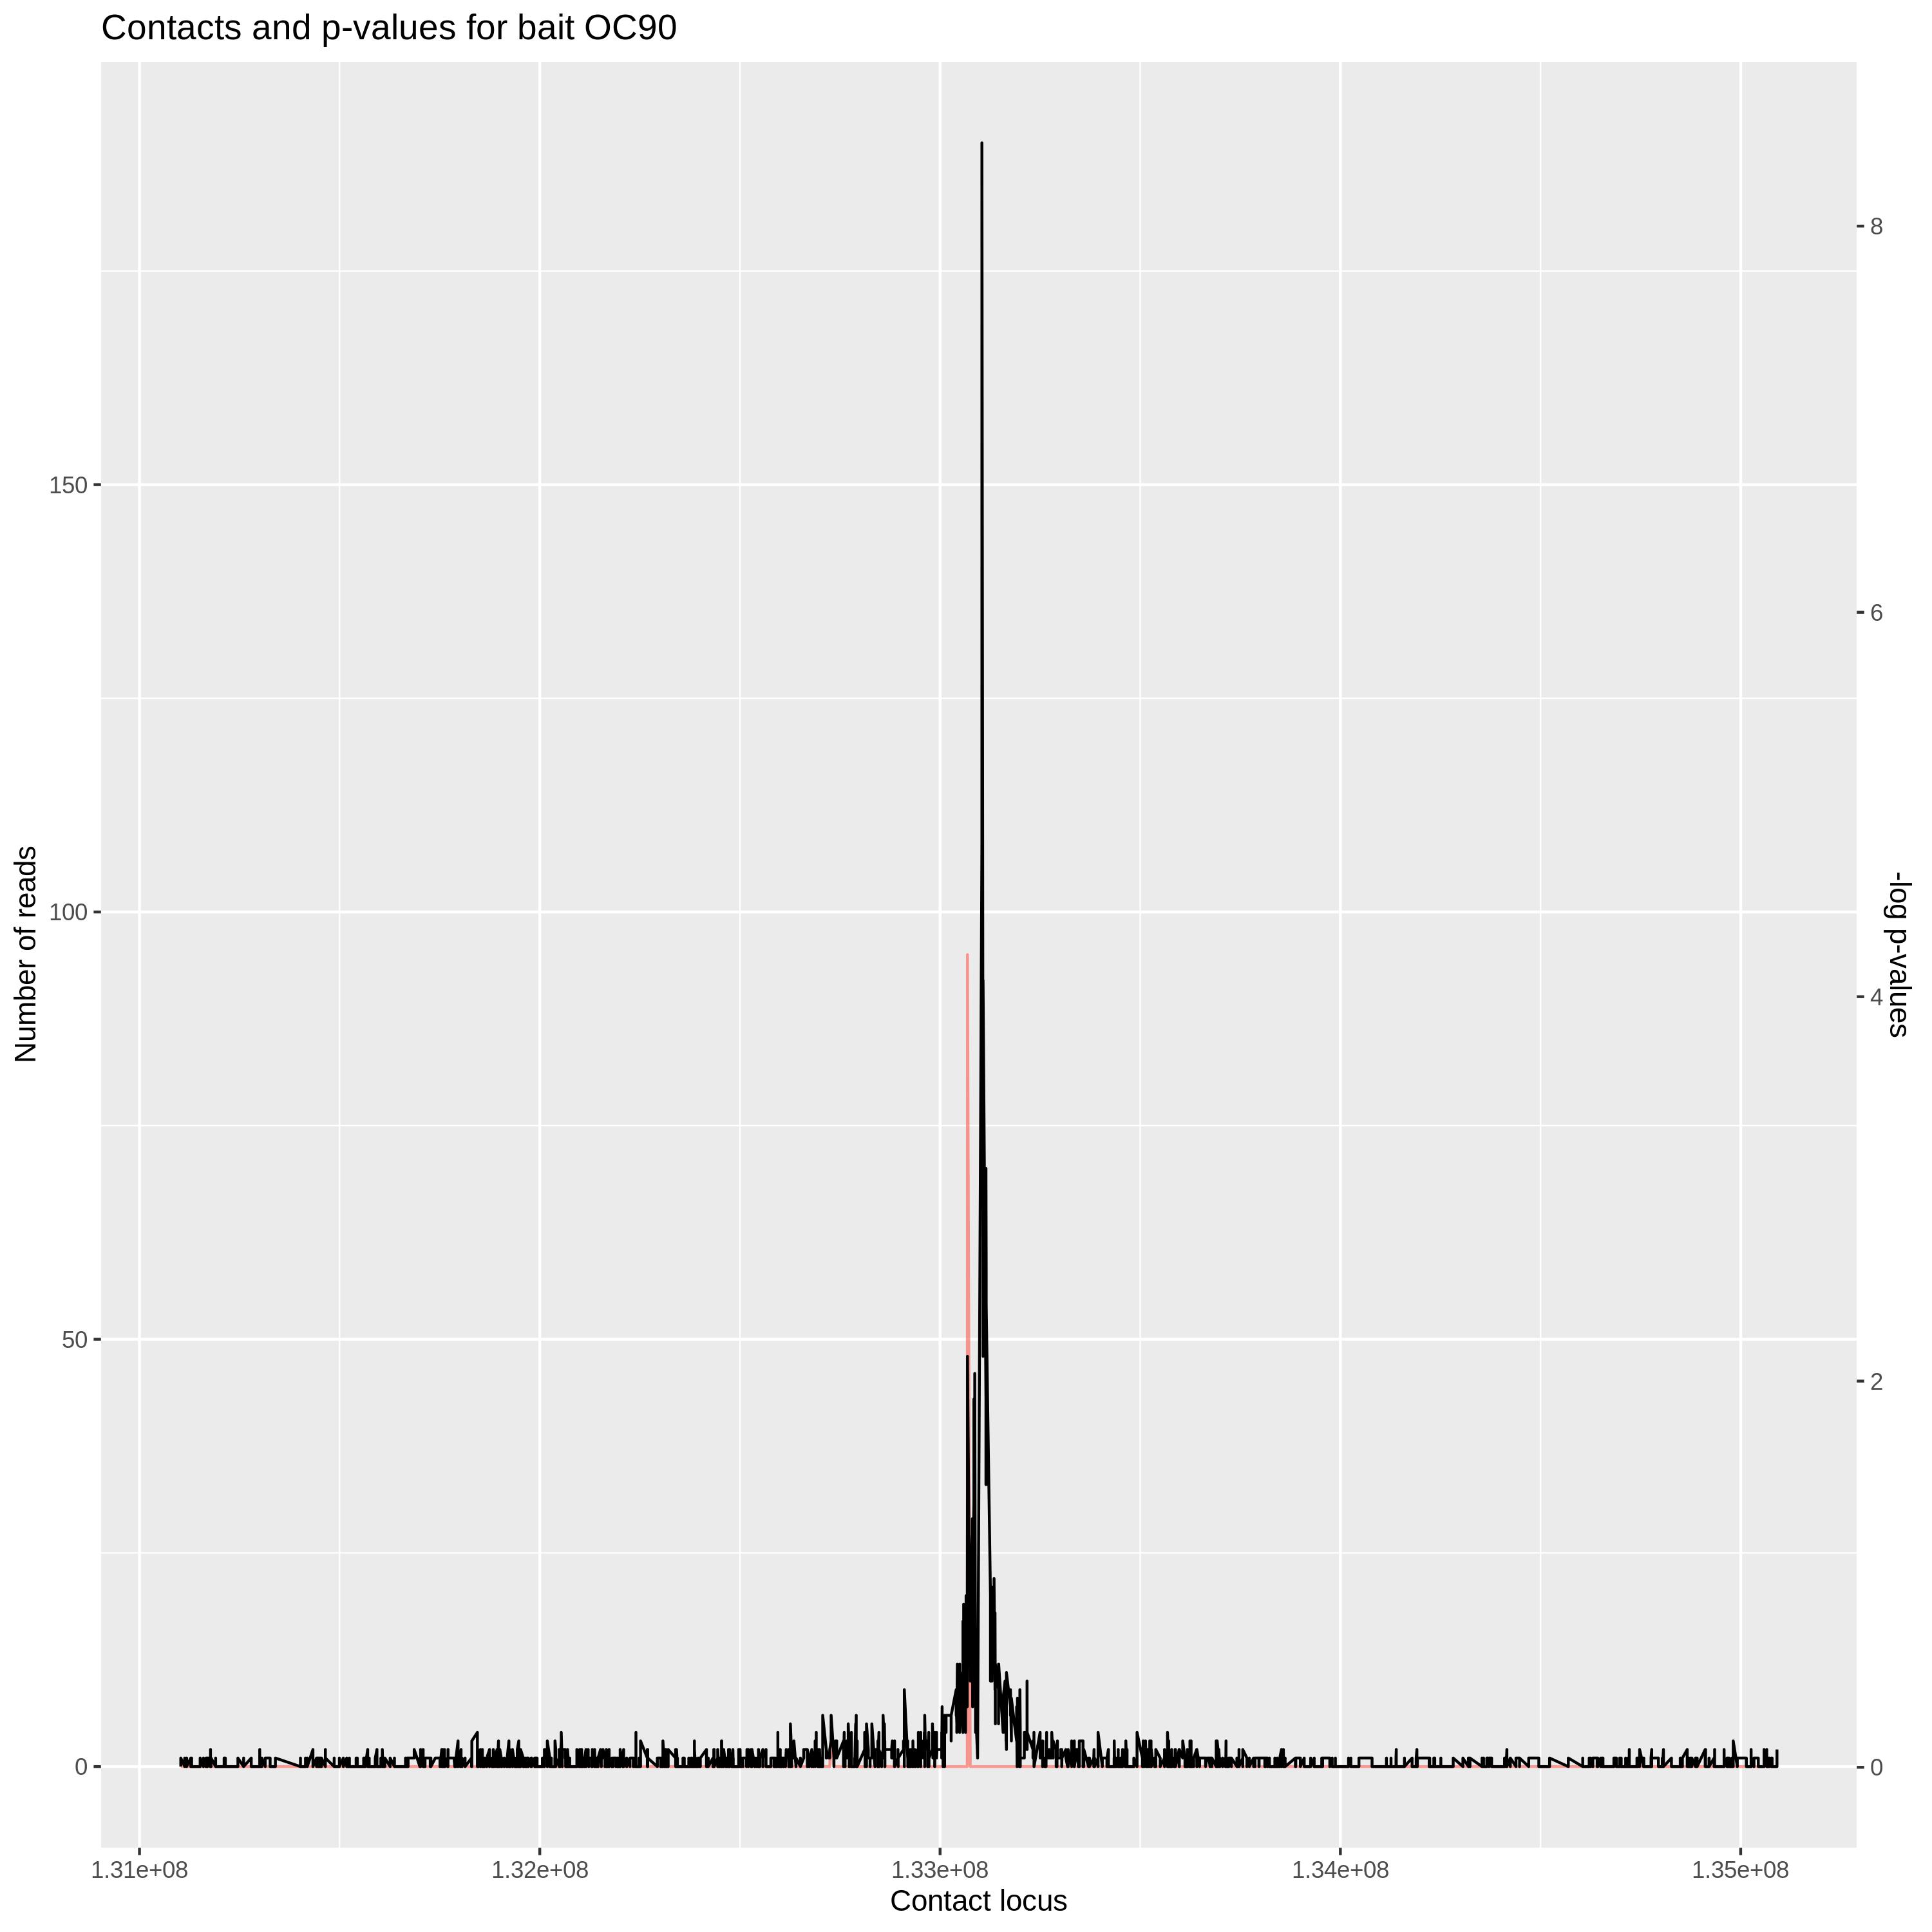 Contacts and p-values for bait OC90
Number of reads
150
100
50
0
8
6
4
2
0
-log p-values
1.31e+08
1.32e+08
1.33e+08
1.34e+08
1.35e+08
Contact locus